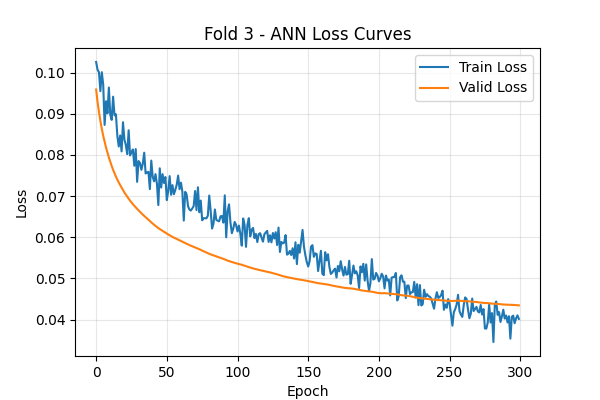 Fold 3 - ANN Loss Curves
Train Loss
Valid Loss
0.10
0.09
0.08
0.07
0.06
0.05
0.04
Loss
0 50 100 150 200 250 300
Epoch